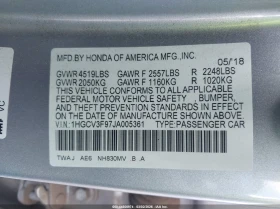 MFD. BY HONDA OF AMERICA MFG., INC.
05/18
GVWR 4519LBS GAWR F 2557LBS R 2248LBS
GVWR 2050KG GAWR F 1160KG R 1020KG
THIS VEHICLE CONFORMS TO ALL APPLICABLE
FEDERAL MOTOR VEHICLE SAFETY, BUMPER,
AND THEFT PREVENTION STANDARDS IN EFFECT
ON THE DATE OF MANUFACTURE SHOWN ABOVE.
V.I.N.: 1HGCV3F97JA005361 TYPE: PASSENGER CAR
TWAJ AE6 NH830MV B A
VC